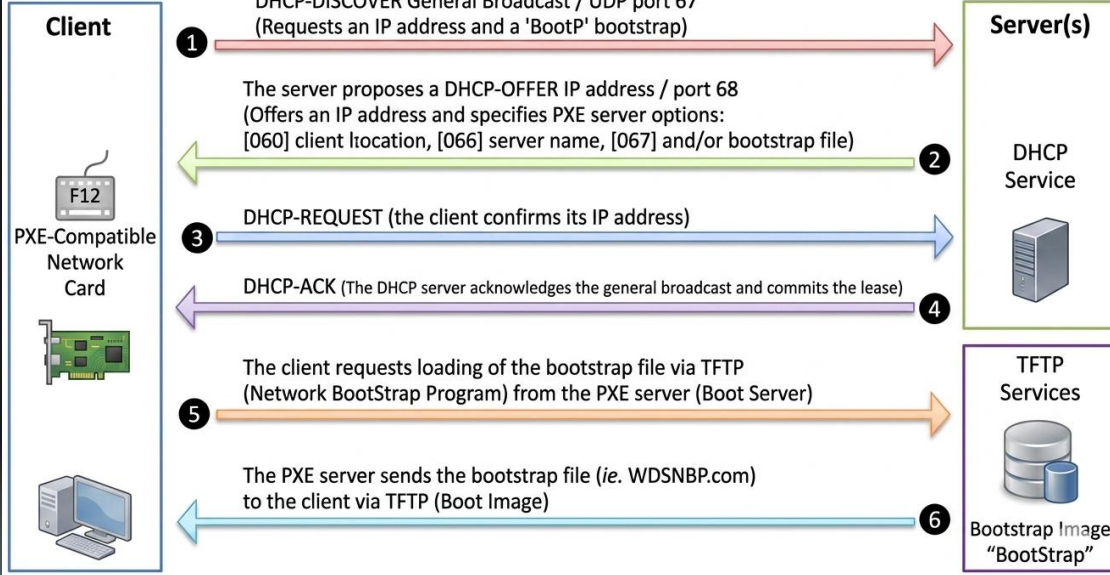 Client
DHCP-DISCOVER General Broadcast / UDP port 67
(Requests an IP address and a 'BootP' bootstrap)
1
Server(s)
The server proposes a DHCP-OFFER IP address / port 68
(Offers an IP address and specifies PXE server options:
[060] client lıocation, [066] server name, [067] and/or bootstrap file)
2
DHCP
Service
F12
PXE-Compatible
Network
Card
DHCP-REQUEST (the client confirms its IP address)
3
DHCP-ACK (The DHCP server acknowledges the general broadcast and commits the lease)
4
The client requests loading of the bootstrap file via TFTP
(Network BootStrap Program) from the PXE server (Boot Server)
5
TFTP
Services
The PXE server sends the bootstrap file (ie. WDSNBP.com)
to the client via TFTP (Boot Image)
6
Bootstrap Image
“BootStrap”